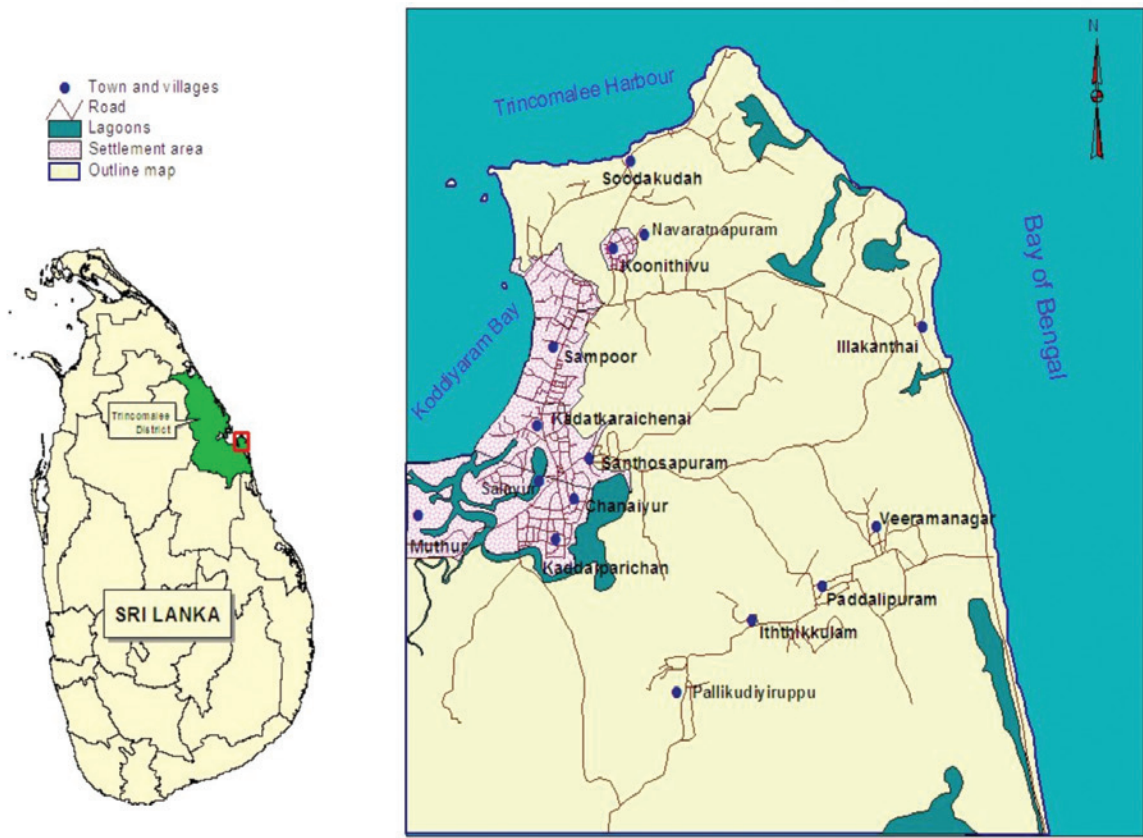 Town and villages
Road
Lagoons
Settlement area
Outline map
Trincomalee
District
SRI LANKA
N
Trincomalee Harbour
Soodakudah
Navaratnapuram
Koonithivu
Bay of Bengal
Illakanthai
Koddiyaram Bay
Sampoor
Kadatkaraichenai
Santhosapuram
Salaiyur
Chanaiyur
Muthur
Kaddaiparichan
Veeramanagar
Paddalipuram
Iththikkulam
Pallikudiyiruppu